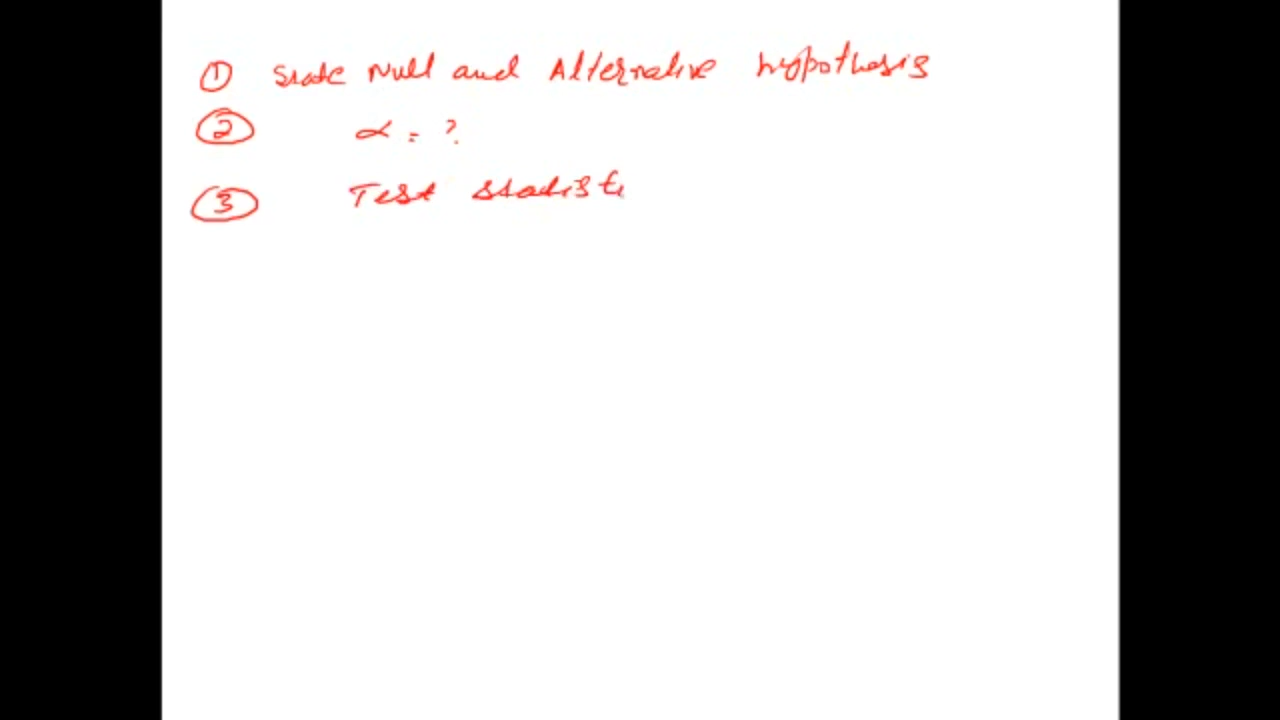 ① State Null and Alternative hypothesis
② α = ?
③ Test statisti